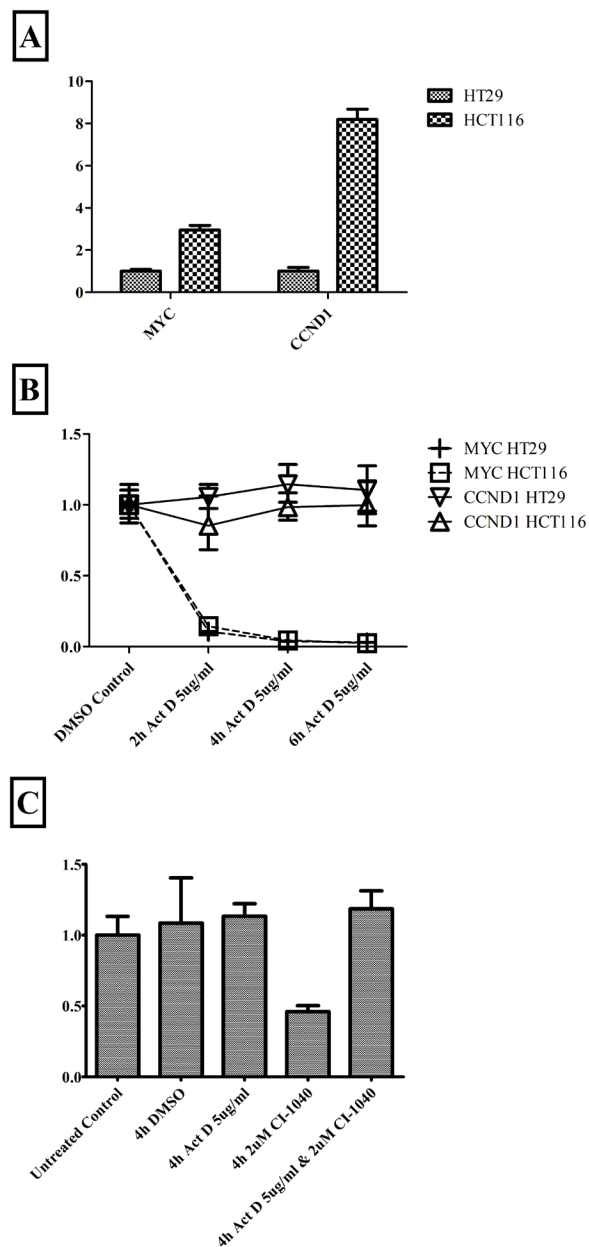 A
10
8
6
4
2
0
MYC
CCND1
HT29
HCT116
B
1.5
1.0
0.5
0.0
DMSO Control
2h Act D 5ug/ml
4h Act D 5ug/ml
6h Act D 5ug/ml
MYC HT29
MYC HCT116
CCND1 HT29
CCND1 HCT116
C
1.5
1.0
0.5
0.0
Untreated Control
4h DMSO
4h Act D 5ug/ml
4h 2uM CI-1040
4h Act D 5ug/ml & 2uM CI-1040